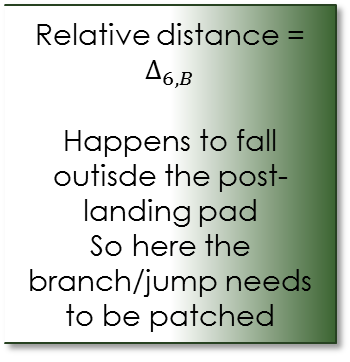 Relative distance =
Δ6,B
Happens to fall
outisde the post-
landing pad
So here the
branch/jump needs
to be patched